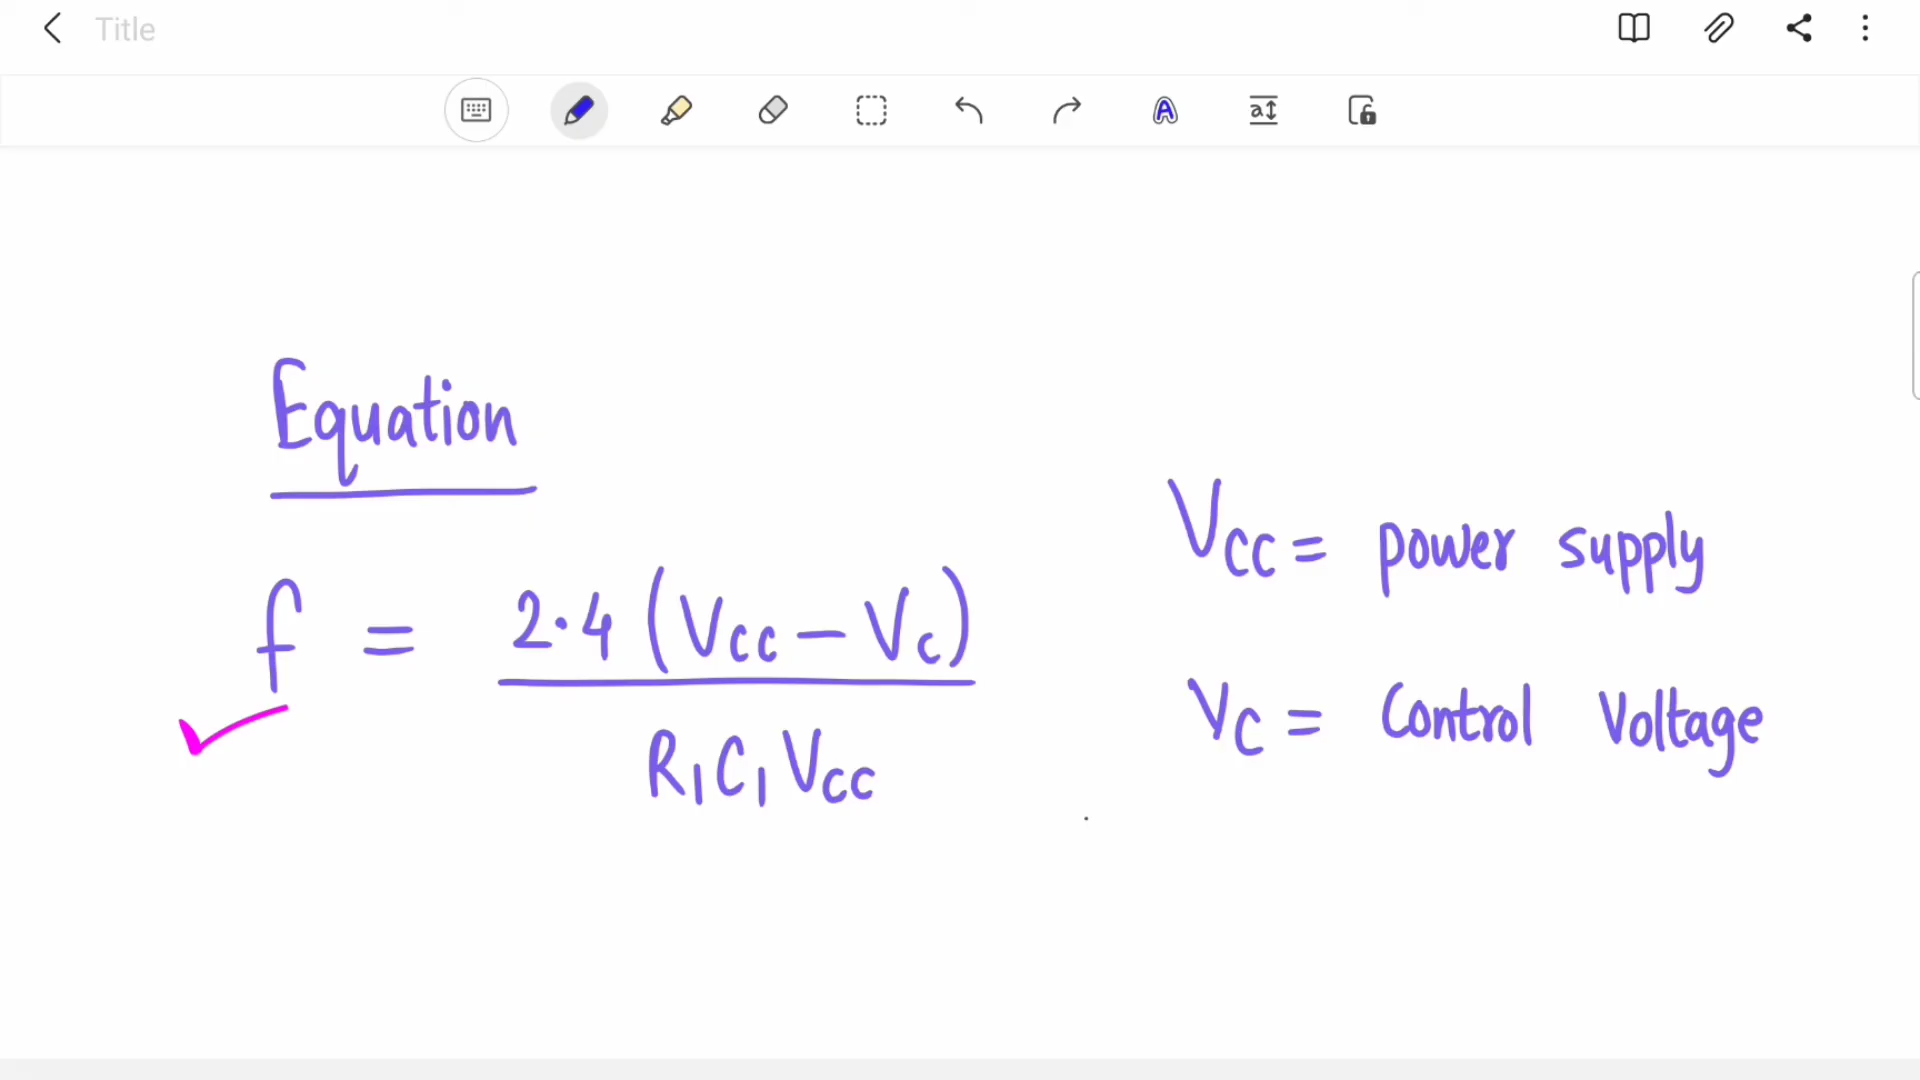 Title
Equation
f = 2.4 (Vcc - Vc) / R1C1Vcc
Vcc = power supply
Vc = Control Voltage